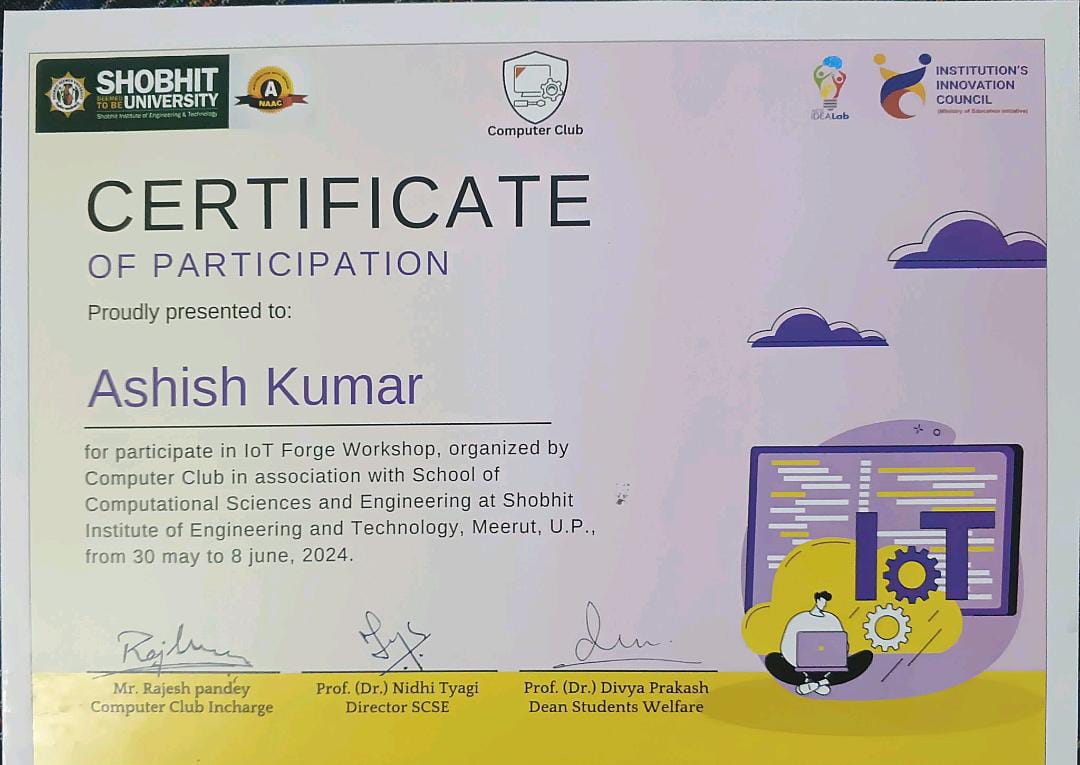 SHOBHIT
DEEMED TO BE UNIVERSITY
Shobhit Institute of Engineering & Technology
A
NAAC
Computer Club
IDEALab
INSTITUTION'S
INNOVATION
COUNCIL
(Ministry of Education Initiative)
CERTIFICATE
OF PARTICIPATION
Proudly presented to:
Ashish Kumar
for participate in IoT Forge Workshop, organized by
Computer Club in association with School of
Computational Sciences and Engineering at Shobhit
Institute of Engineering and Technology, Meerut, U.P.,
from 30 may to 8 june, 2024.
IoT
Mr. Rajesh pandey
Computer Club Incharge
Prof. (Dr.) Nidhi Tyagi
Director SCSE
Prof. (Dr.) Divya Prakash
Dean Students Welfare